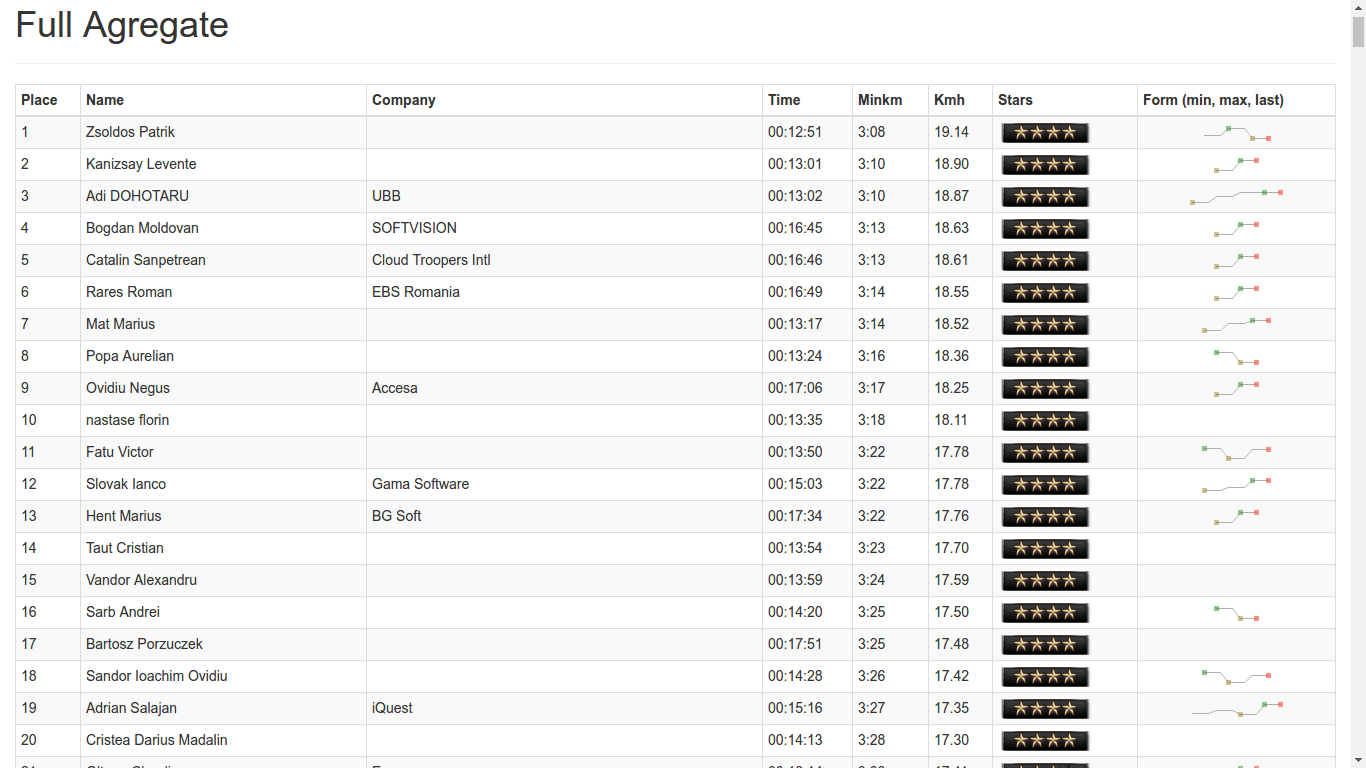 Full Agregate
Place Name Company Time Minkm Kmh Stars Form (min, max, last)
1 Zsoldos Patrik 00:12:51 3:08 19.14
2 Kanizsay Levente 00:13:01 3:10 18.90
3 Adi DOHOTARU UBB 00:13:02 3:10 18.87
4 Bogdan Moldovan SOFTVISION 00:16:45 3:13 18.63
5 Catalin Sanpetrean Cloud Troopers Intl 00:16:46 3:13 18.61
6 Rares Roman EBS Romania 00:16:49 3:14 18.55
7 Mat Marius 00:13:17 3:14 18.52
8 Popa Aurelian 00:13:24 3:16 18.36
9 Ovidiu Negus Accesa 00:17:06 3:17 18.25
10 nastase florin 00:13:35 3:18 18.11
11 Fatu Victor 00:13:50 3:22 17.78
12 Slovak Ianco Gama Software 00:15:03 3:22 17.78
13 Hent Marius BG Soft 00:17:34 3:22 17.76
14 Taut Cristian 00:13:54 3:23 17.70
15 Vandor Alexandru 00:13:59 3:24 17.59
16 Sarb Andrei 00:14:20 3:25 17.50
17 Bartosz Porzuczek 00:17:51 3:25 17.48
18 Sandor Ioachim Ovidiu 00:14:28 3:26 17.42
19 Adrian Salajan iQuest 00:15:16 3:27 17.35
20 Cristea Darius Madalin 00:14:13 3:28 17.30